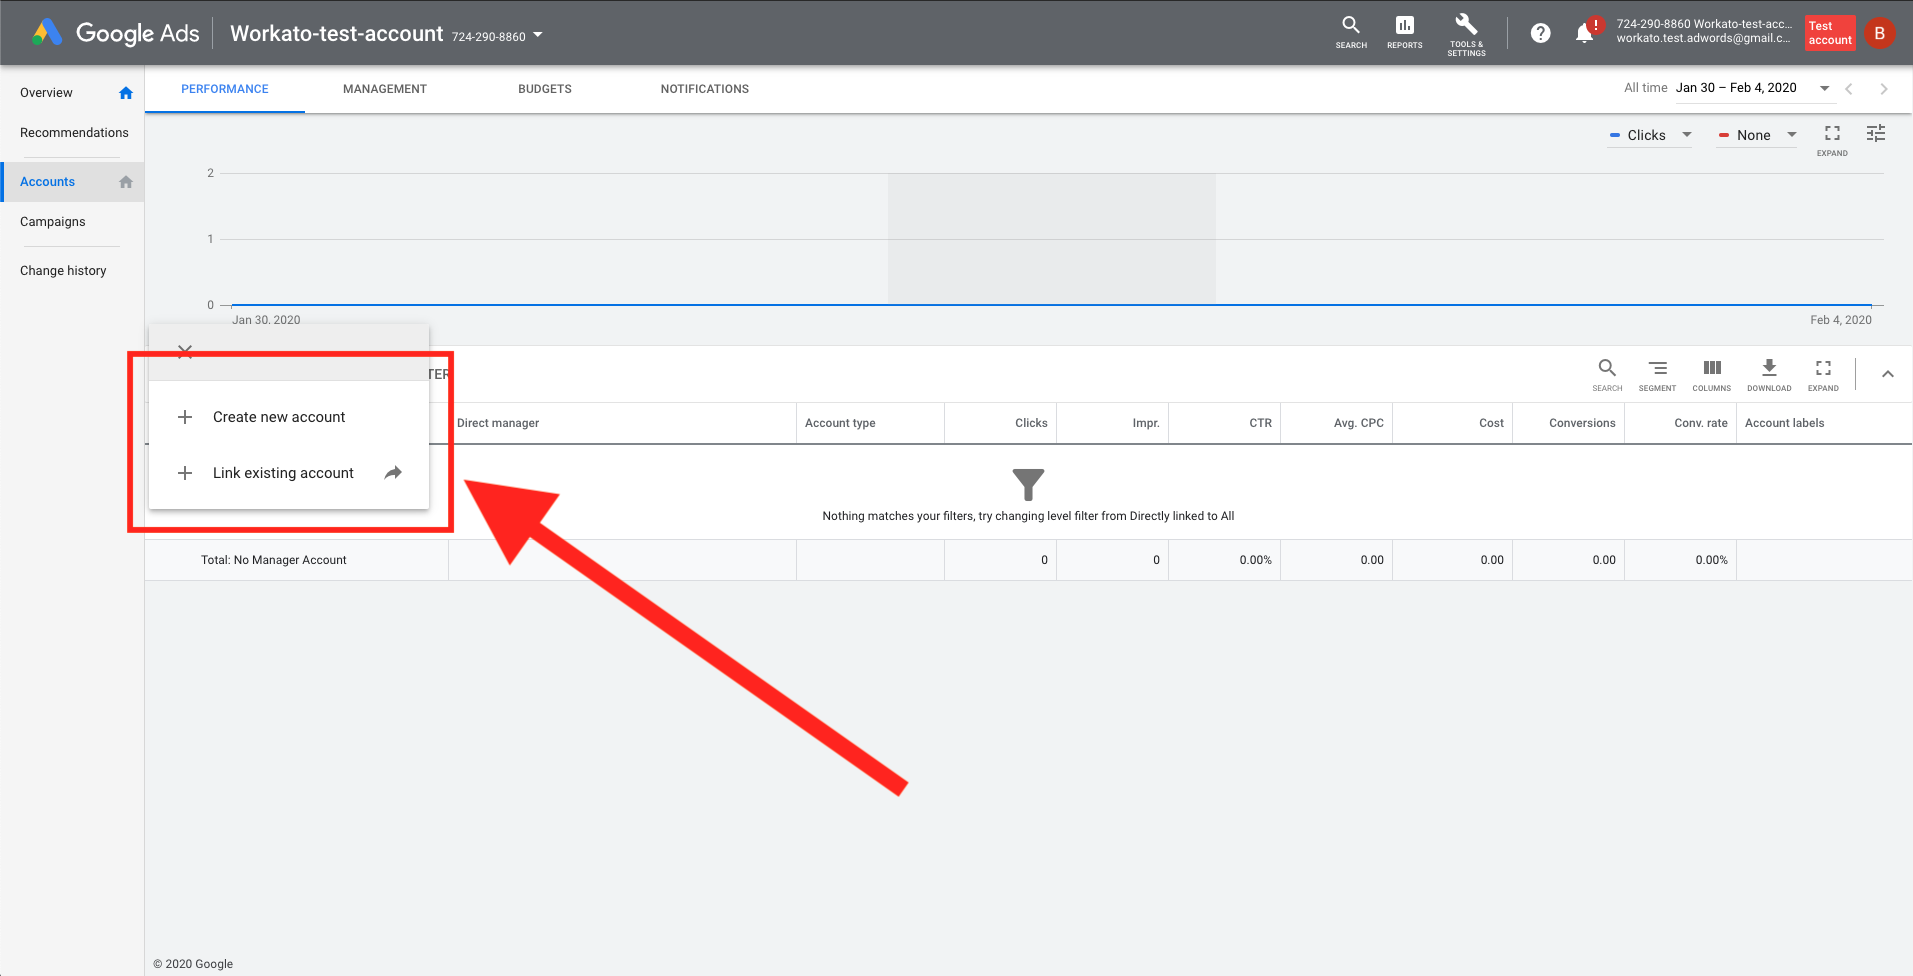 Google Ads
Workato-test-account 724-290-8860
SEARCH
REPORTS
TOOLS &
SETTINGS
?
!
724-290-8860 Workato-test-acc...
workato.test.adwords@gmail.c...
Test
account
B
Overview
Recommendations
Accounts
Campaigns
Change history
PERFORMANCE MANAGEMENT BUDGETS NOTIFICATIONS
All time Jan 30 – Feb 4, 2020
Clicks None
EXPAND
2
1
0
Jan 30, 2020 Feb 4, 2020
TER
SEARCH SEGMENT COLUMNS DOWNLOAD EXPAND
Create new account
Link existing account
Direct manager Account type Clicks Impr. CTR Avg. CPC Cost Conversions Conv. rate Account labels
Nothing matches your filters, try changing level filter from Directly linked to All
Total: No Manager Account 0 0 0.00% 0.00 0.00 0.00 0.00%
© 2020 Google